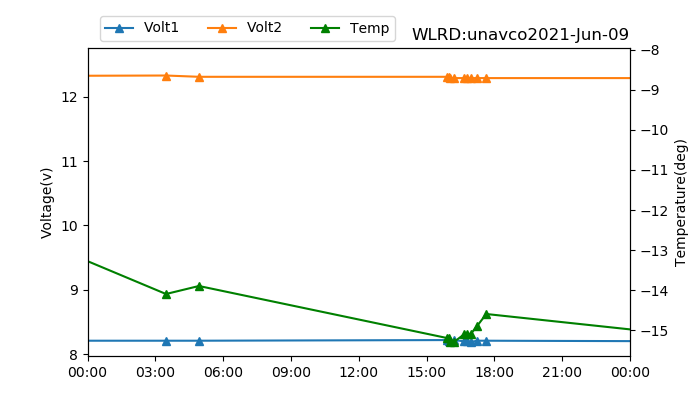 Volt1 Volt2 Temp
WLRD:unavco2021-Jun-09
Voltage(v)
12
11
10
9
8
00:00 03:00 06:00 09:00 12:00 15:00 18:00 21:00 00:00
−8
−9
−10
−11
−12
−13
−14
−15
Temperature(deg)